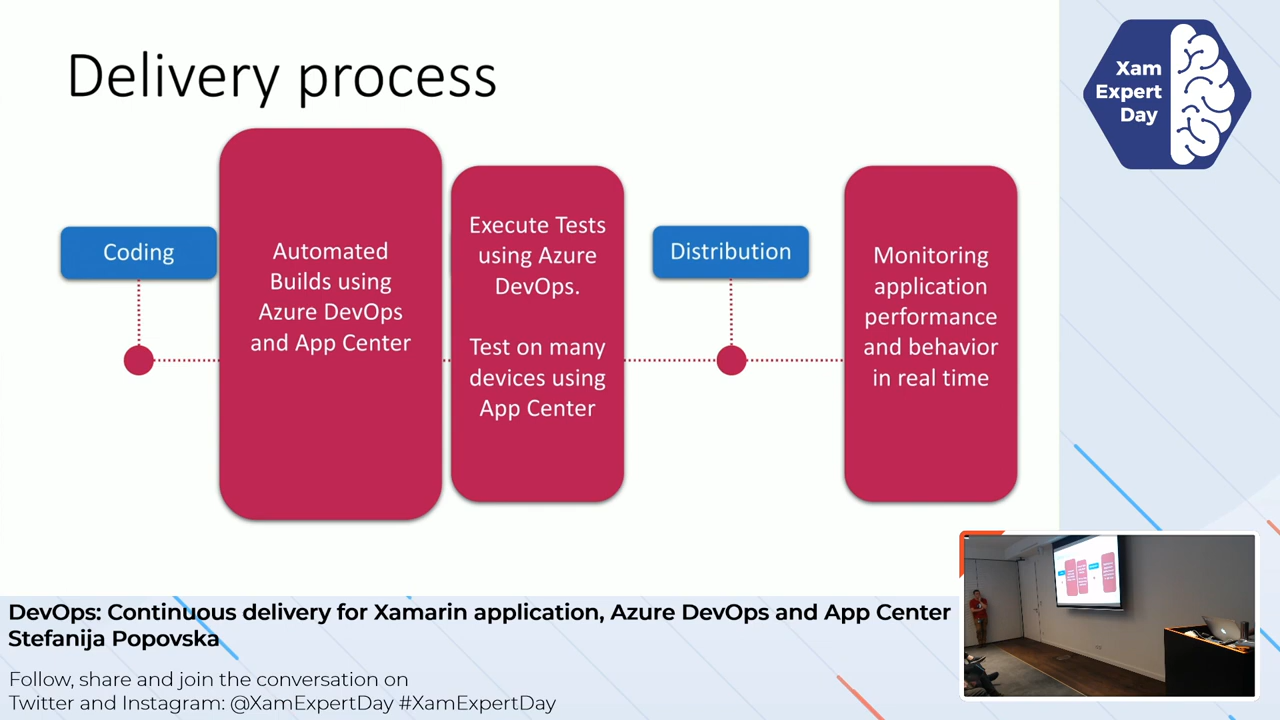 Delivery process
Coding
Automated
Builds using
Azure DevOps
and App Center
Execute Tests
using Azure
DevOps.
Test on many
devices using
App Center
Distribution
Monitoring
application
performance
and behavior
in real time
Xam
Expert
Day
DevOps: Continuous delivery for Xamarin application, Azure DevOps and App Center
Stefanija Popovska
Follow, share and join the conversation on
Twitter and Instagram: @XamExpertDay #XamExpertDay